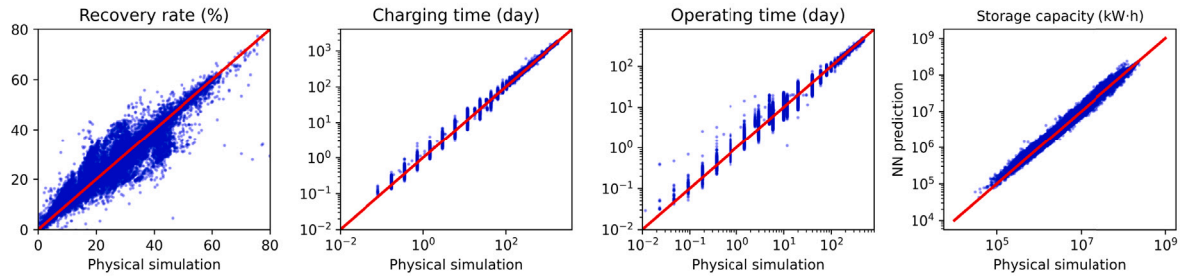 Recovery rate (%)
80
60
40
20
0
0 20 40 60 80
Physical simulation
Charging time (day)
10³
10²
10¹
10⁰
10⁻¹
10⁻²
10⁻² 10⁰ 10²
Physical simulation
Operating time (day)
10²
10¹
10⁰
10⁻¹
10⁻²
10⁻² 10⁻¹ 10⁰ 10¹ 10²
Physical simulation
Storage capacity (kW·h)
NN prediction
10⁹
10⁸
10⁷
10⁶
10⁵
10⁴
10⁵ 10⁷ 10⁹
Physical simulation